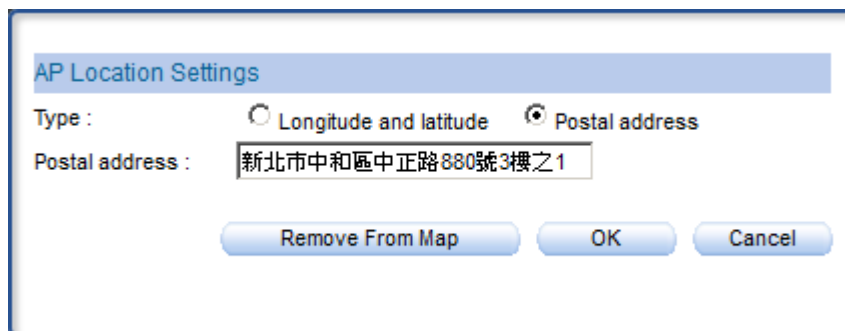 AP Location Settings
Type : Longitude and latitude Postal address
Postal address : 新北市中和區中正路880號3樓之1
Remove From Map OK Cancel